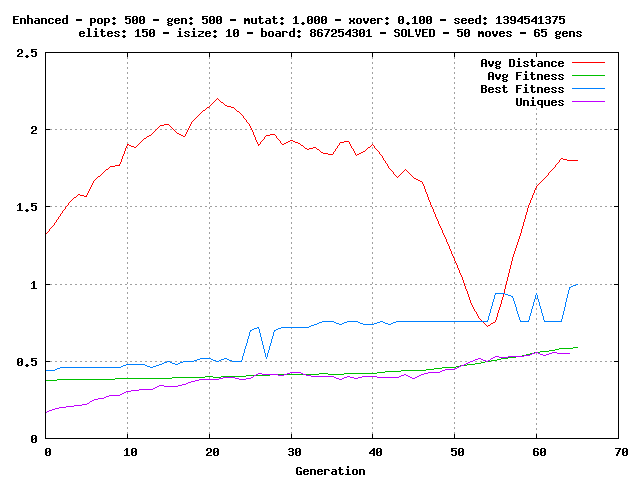 Enhanced - pop: 500 - gen: 500 - mutat: 1.000 - xover: 0.100 - seed: 1394541375
elites: 150 - isize: 10 - board: 867254301 - SOLVED - 50 moves - 65 gens
2.5
Avg Distance
Avg Fitness
Best Fitness
Uniques
2
1.5
1
0.5
0
0 10 20 30 40 50 60 70
Generation